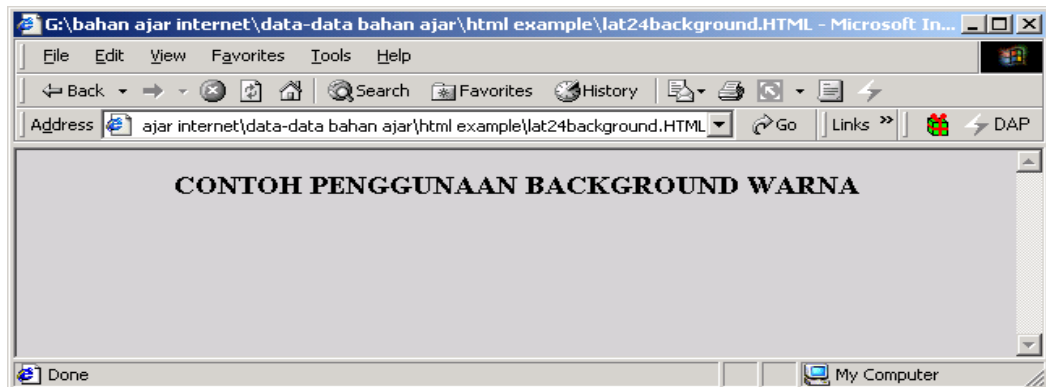 G:\bahan ajar internet\data-data bahan ajar\html example\lat24background.HTML - Microsoft In...
File Edit View Favorites Tools Help
Back Search Favorites History
Address ajar internet\data-data bahan ajar\html example\lat24background.HTML Go Links » DAP
CONTOH PENGGUNAAN BACKGROUND WARNA
Done My Computer